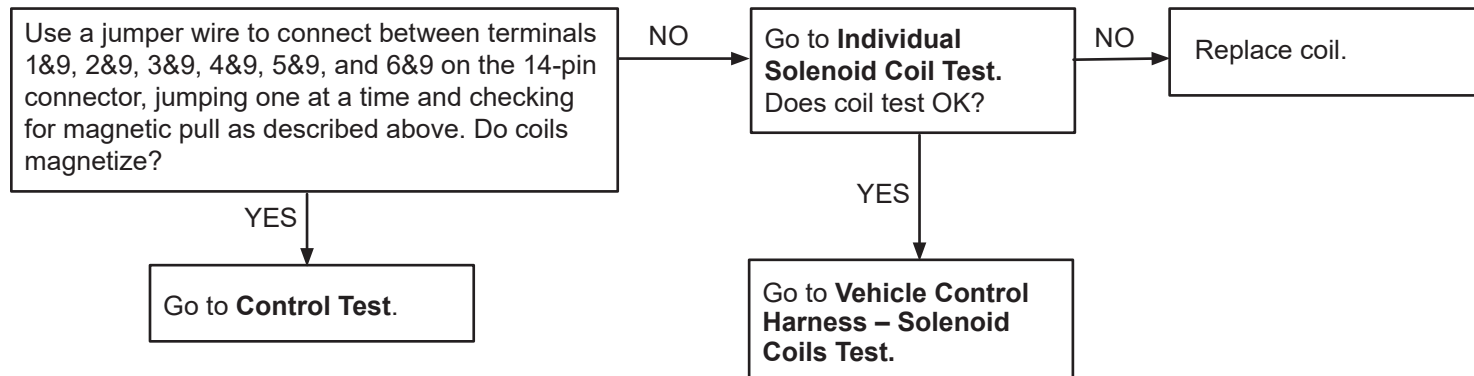 Use a jumper wire to connect between terminals
1&9, 2&9, 3&9, 4&9, 5&9, and 6&9 on the 14-pin
connector, jumping one at a time and checking
for magnetic pull as described above. Do coils
magnetize?
NO
Go to Individual
Solenoid Coil Test.
Does coil test OK?
NO
Replace coil.
YES
YES
Go to Control Test.
Go to Vehicle Control
Harness – Solenoid
Coils Test.